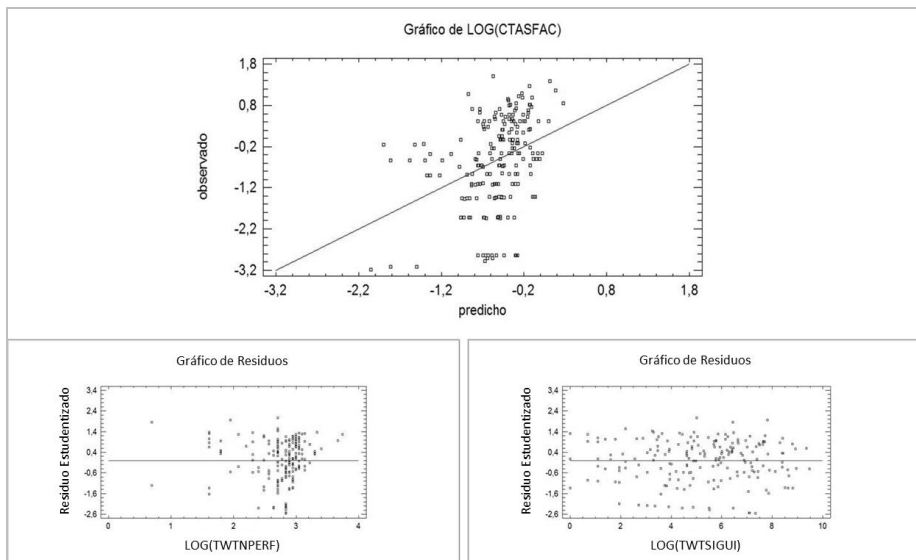 Gráfico de LOG(CTASFAC)
1,8
0,8
-0,2
-1,2
-2,2
-3,2
observado
-3,2 -2,2 -1,2 -0,2 0,8 1,8
predicho
Gráfico de Residuos
3,4
2,4
1,4
0,4
-0,6
-1,6
-2,6
Residuo Estudentizado
0 1 2 3 4
LOG(TWTNPERF)
Gráfico de Residuos
3,4
2,4
1,4
0,4
-0,6
-1,6
-2,6
Residuo Estudentizado
0 2 4 6 8 10
LOG(TWTSIGUI)